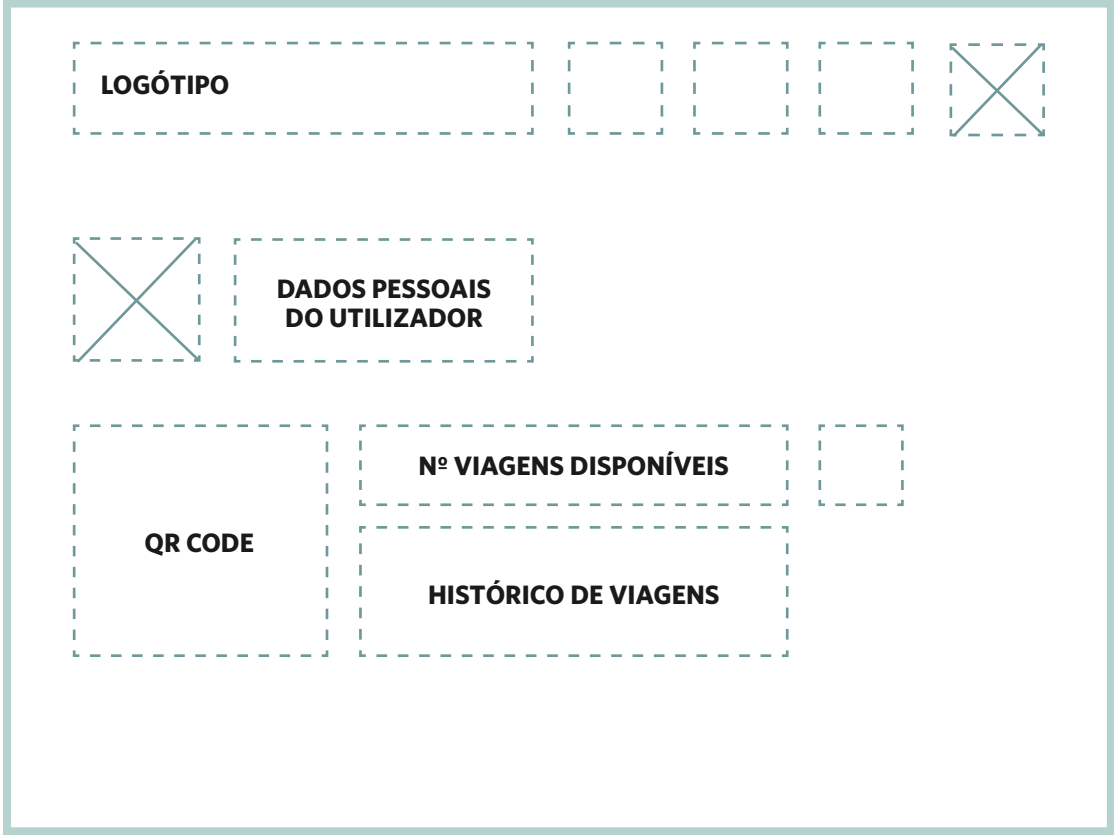 LOGÓTIPO
DADOS PESSOAIS
DO UTILIZADOR
Nº VIAGENS DISPONÍVEIS
QR CODE
HISTÓRICO DE VIAGENS